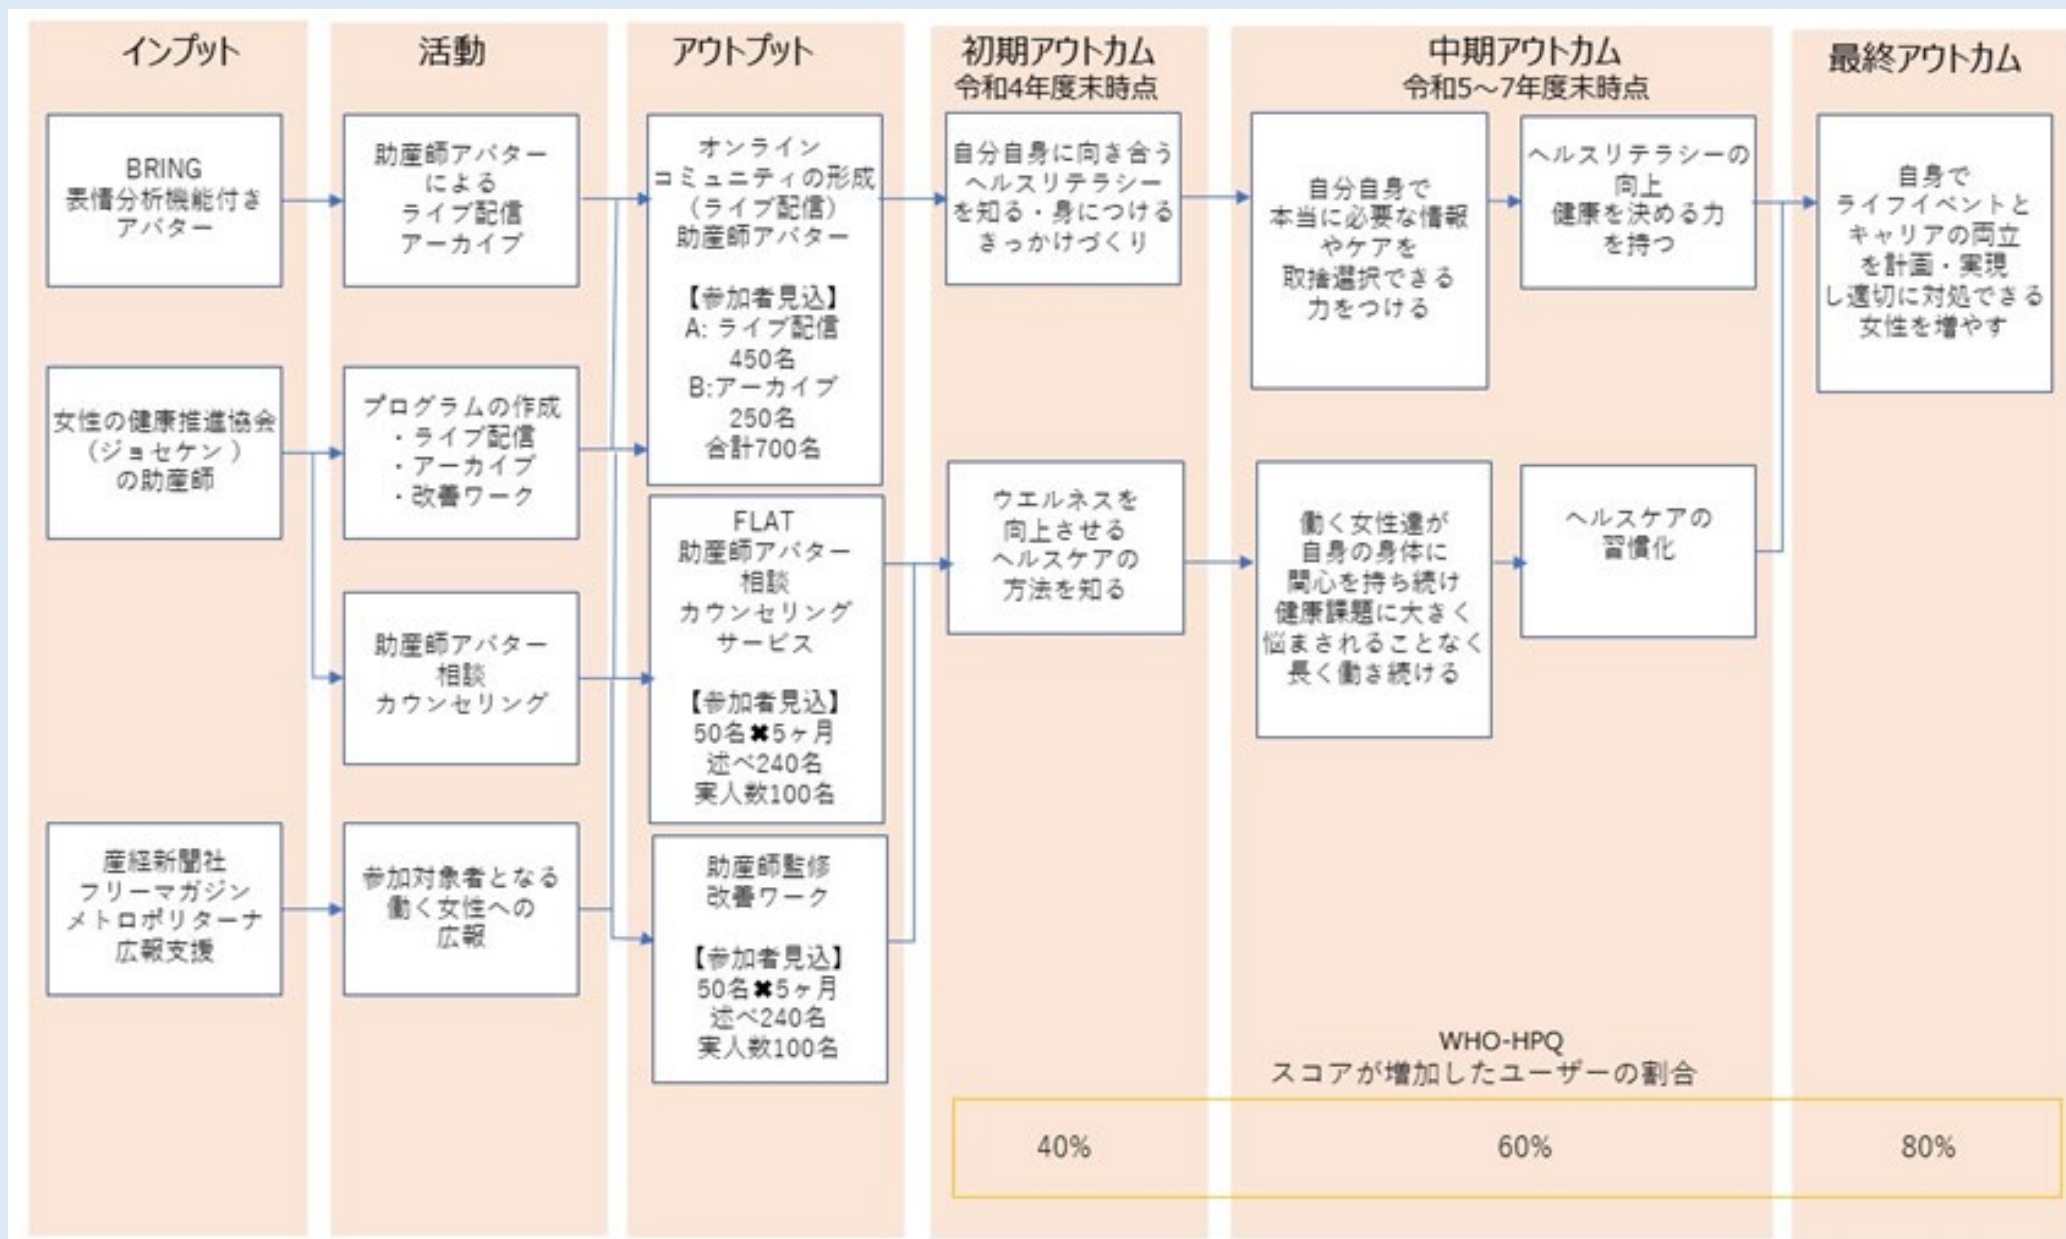 インプット
BRING
表情分析機能付き
アバター
女性の健康推進協会
(ジョセケン)
の助産師
産経新聞社
フリーマガジン
メトロポリターナ
広報支援
活動
助産師アバター
による
ライブ配信
アーカイブ
プログラムの作成
・ライブ配信
・アーカイブ
・改善ワーク
助産師アバター
相談
カウンセリング
参加対象者となる
働く女性への
広報
アウトプット
オンライン
コミュニティの形成
(ライブ配信)
助産師アバター
【参加者見込】
A: ライブ配信
450名
B:アーカイブ
250名
合計700名
FLAT
助産師アバター
相談
カウンセリング
サービス
【参加者見込】
50名✖5ヶ月
述べ240名
実人数100名
助産師監修
改善ワーク
【参加者見込】
50名✖5ヶ月
述べ240名
実人数100名
初期アウトカム
令和4年度末時点
自分自身に向き合う
ヘルスリテラシー
を知る・身につける
きっかけづくり
ウエルネスを
向上させる
ヘルスケアの
方法を知る
中期アウトカム
令和5~7年度末時点
自分自身で
本当に必要な情報
やケアを
取捨選択できる
力をつける
ヘルスリテラシーの
向上
健康を決める力
を持つ
働く女性達が
自身の身体に
関心を持ち続け
健康課題に大きく
悩まされることなく
長く働き続ける
ヘルスケアの
習慣化
最終アウトカム
自身で
ライフイベントと
キャリアの両立
を計画・実現
し適切に対処できる
女性を増やす
WHO-HPQ
スコアが増加したユーザーの割合
40%
60%
80%